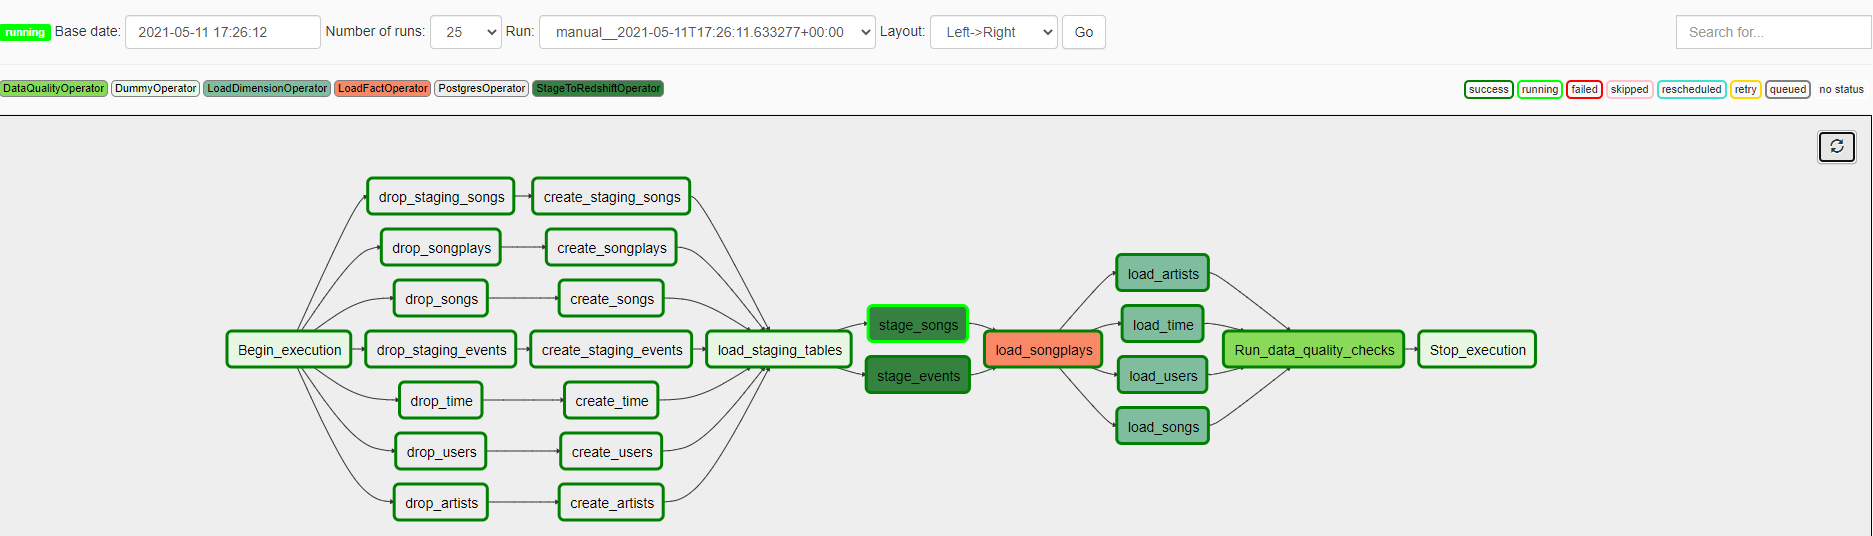 running Base date: 2021-05-11 17:26:12 Number of runs: 25 Run: manual__2021-05-11T17:26:11.633277+00:00 Layout: Left->Right Go Search for...
DataQualityOperator DummyOperator LoadDimensionOperator LoadFactOperator PostgresOperator StageToRedshiftOperator success running failed skipped rescheduled retry queued no status
drop_staging_songs create_staging_songs
drop_songplays create_songplays
load_artists
drop_songs create_songs
stage_songs load_time
Begin_execution drop_staging_events create_staging_events load_staging_tables load_songplays Run_data_quality_checks Stop_execution
stage_events load_users
drop_time create_time
load_songs
drop_users create_users
drop_artists create_artists